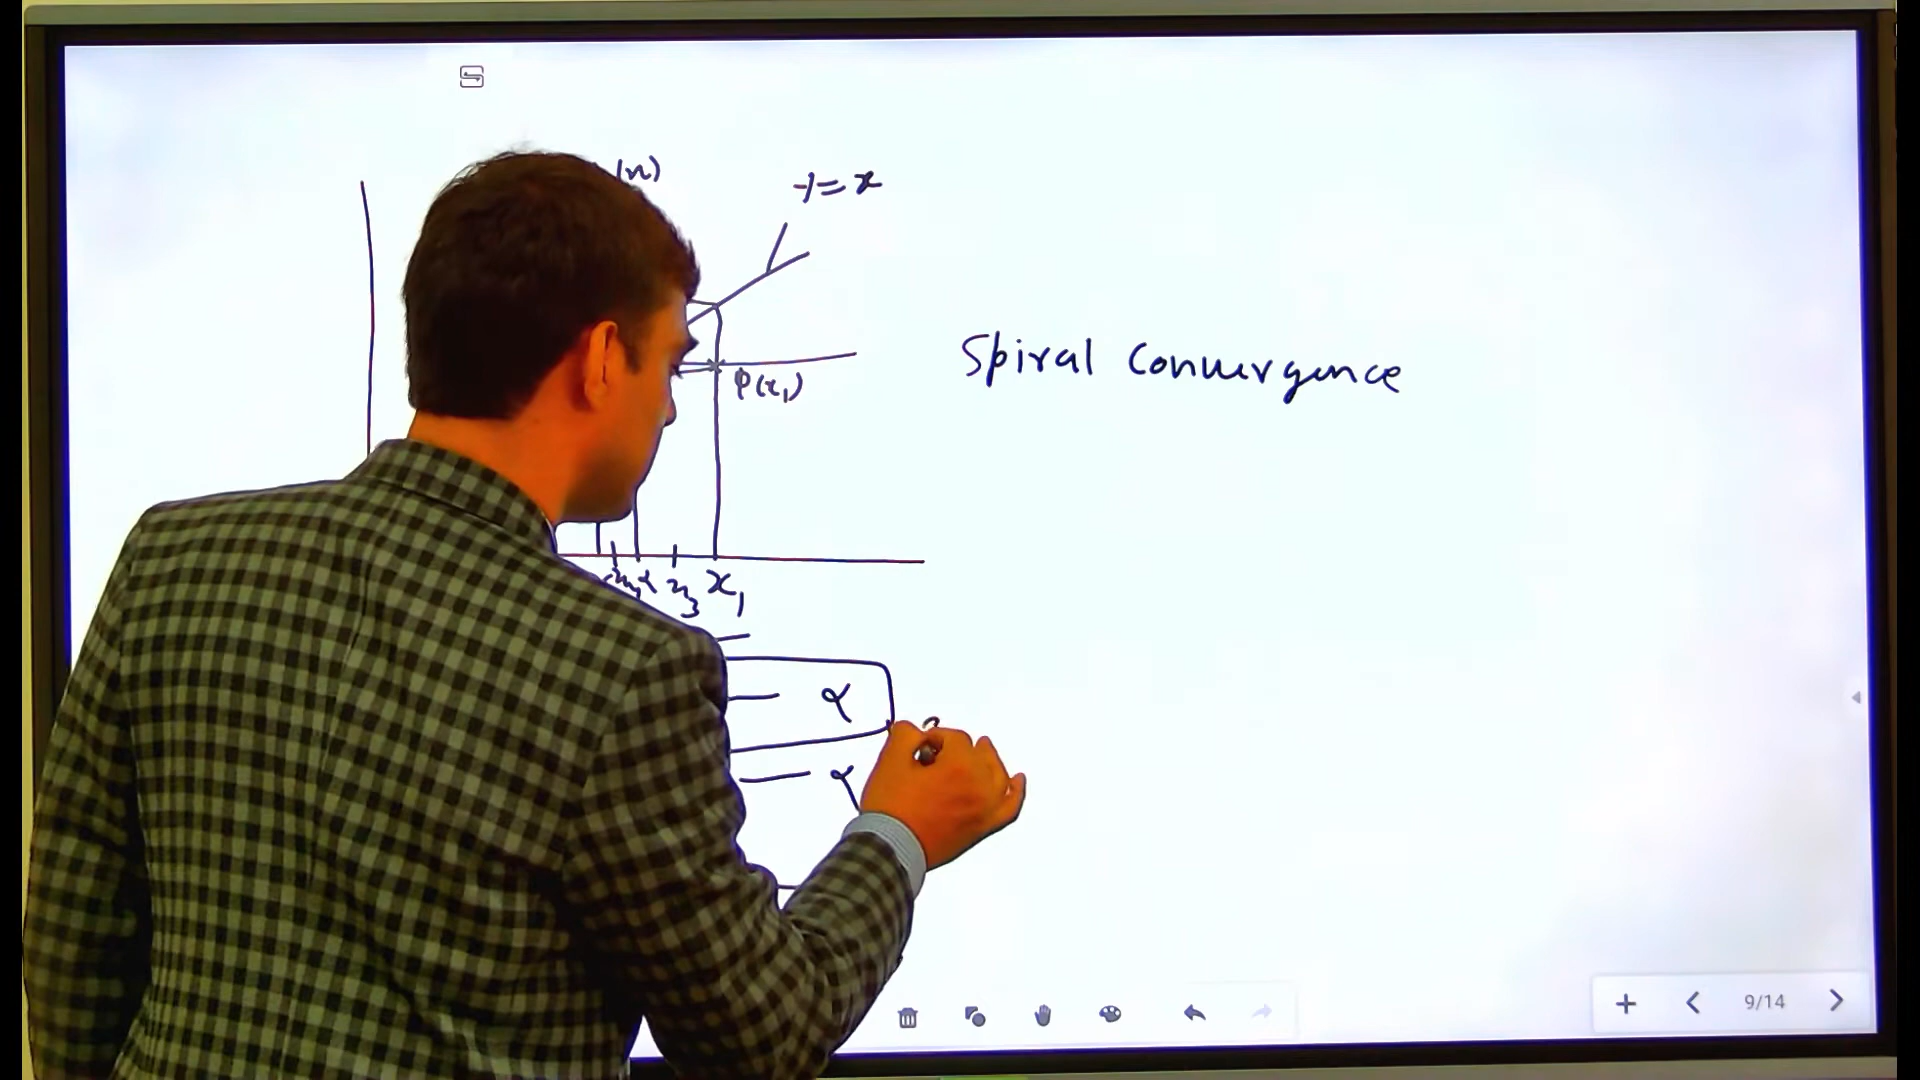 (x)
y = x
Spiral Convergence
φ(x₁)
α x₃ x₁
α
α
9/14